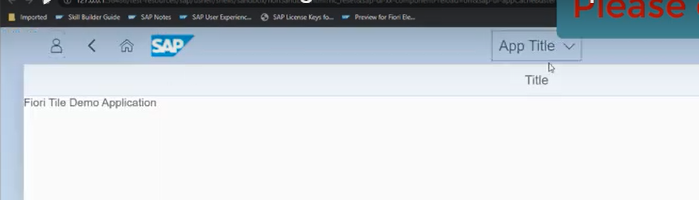 Please
Imported Skill Builder Guide SAP Notes SAP User Experienc... SAP License Keys fo... Preview for Fiori Ele...
SAP App Title
Title
Fiori Tile Demo Application